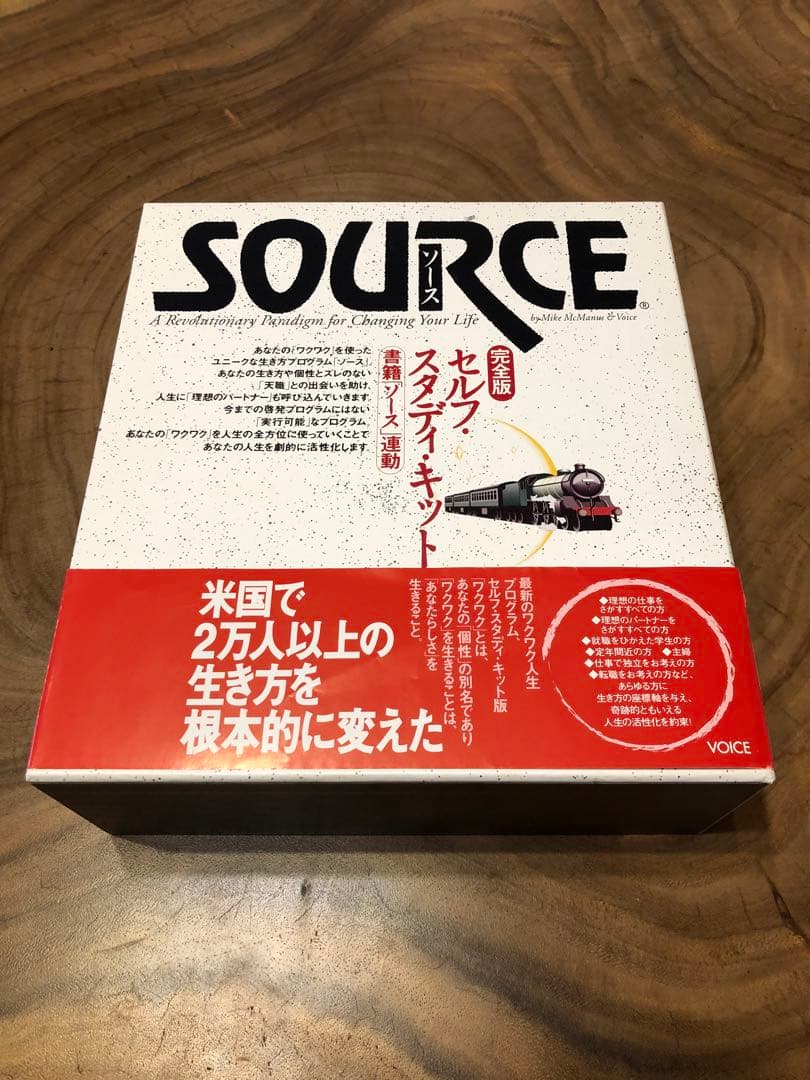 SOURCE
ソース
®
A Revolutionary Paradigm for Changing Your Life
by Mike McManus & Voice
あなたの「ワクワク」を使った
ユニークな生き方プログラム「ソース」。
あなたの生き方や個性とズレのない
「天職」との出会いを助け、
人生に「理想のパートナー」も呼び込んでいきます。
今までの啓発プログラムにはない
「実行可能」なプログラム。
あなたの「ワクワク」を人生の全方位に使っていくことで
あなたの人生を劇的に活性化します。
完全版
セルフ・
スタディ・キット
書籍「ソース」連動
米国で
2万人以上の
生き方を
根本的に変えた
最新のワクワク人生
プログラム、
セルフ・スタディ・キット版
「ワクワク」とは、
あなたの「個性」の別名であり
「ワクワク」を生きることは、
「あなたらしさ」を
生きること。
◆理想の仕事を
さがすすべての方
◆理想のパートナーを
さがすすべての方
◆就職をひかえた学生の方
◆定年間近の方 ◆主婦
◆仕事で独立をお考えの方
◆転職をお考えの方など、
あらゆる方に
生き方の座標軸を与え、
奇跡的ともいえる
人生の活性化を約束!
VOICE